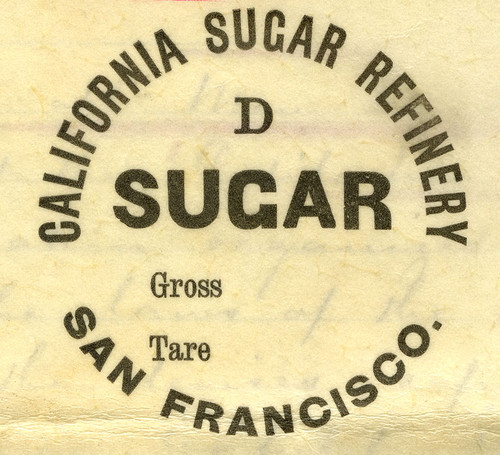 CALIFORNIA SUGAR REFINERY
D
SUGAR
Gross
Tare
SAN FRANCISCO.